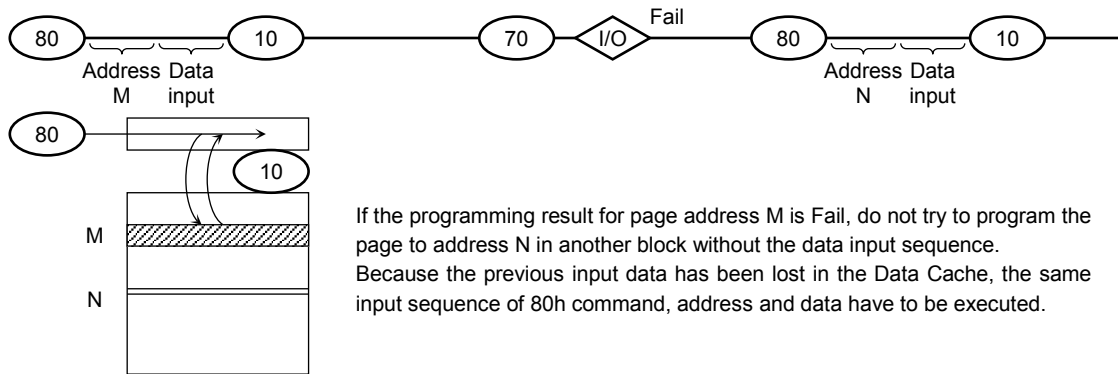 Fail
80 10 70 I/O 80 10
Address Data Address Data
M input N input
80
10
M
N
If the programming result for page address M is Fail, do not try to program the
page to address N in another block without the data input sequence.
Because the previous input data has been lost in the Data Cache, the same
input sequence of 80h command, address and data have to be executed.